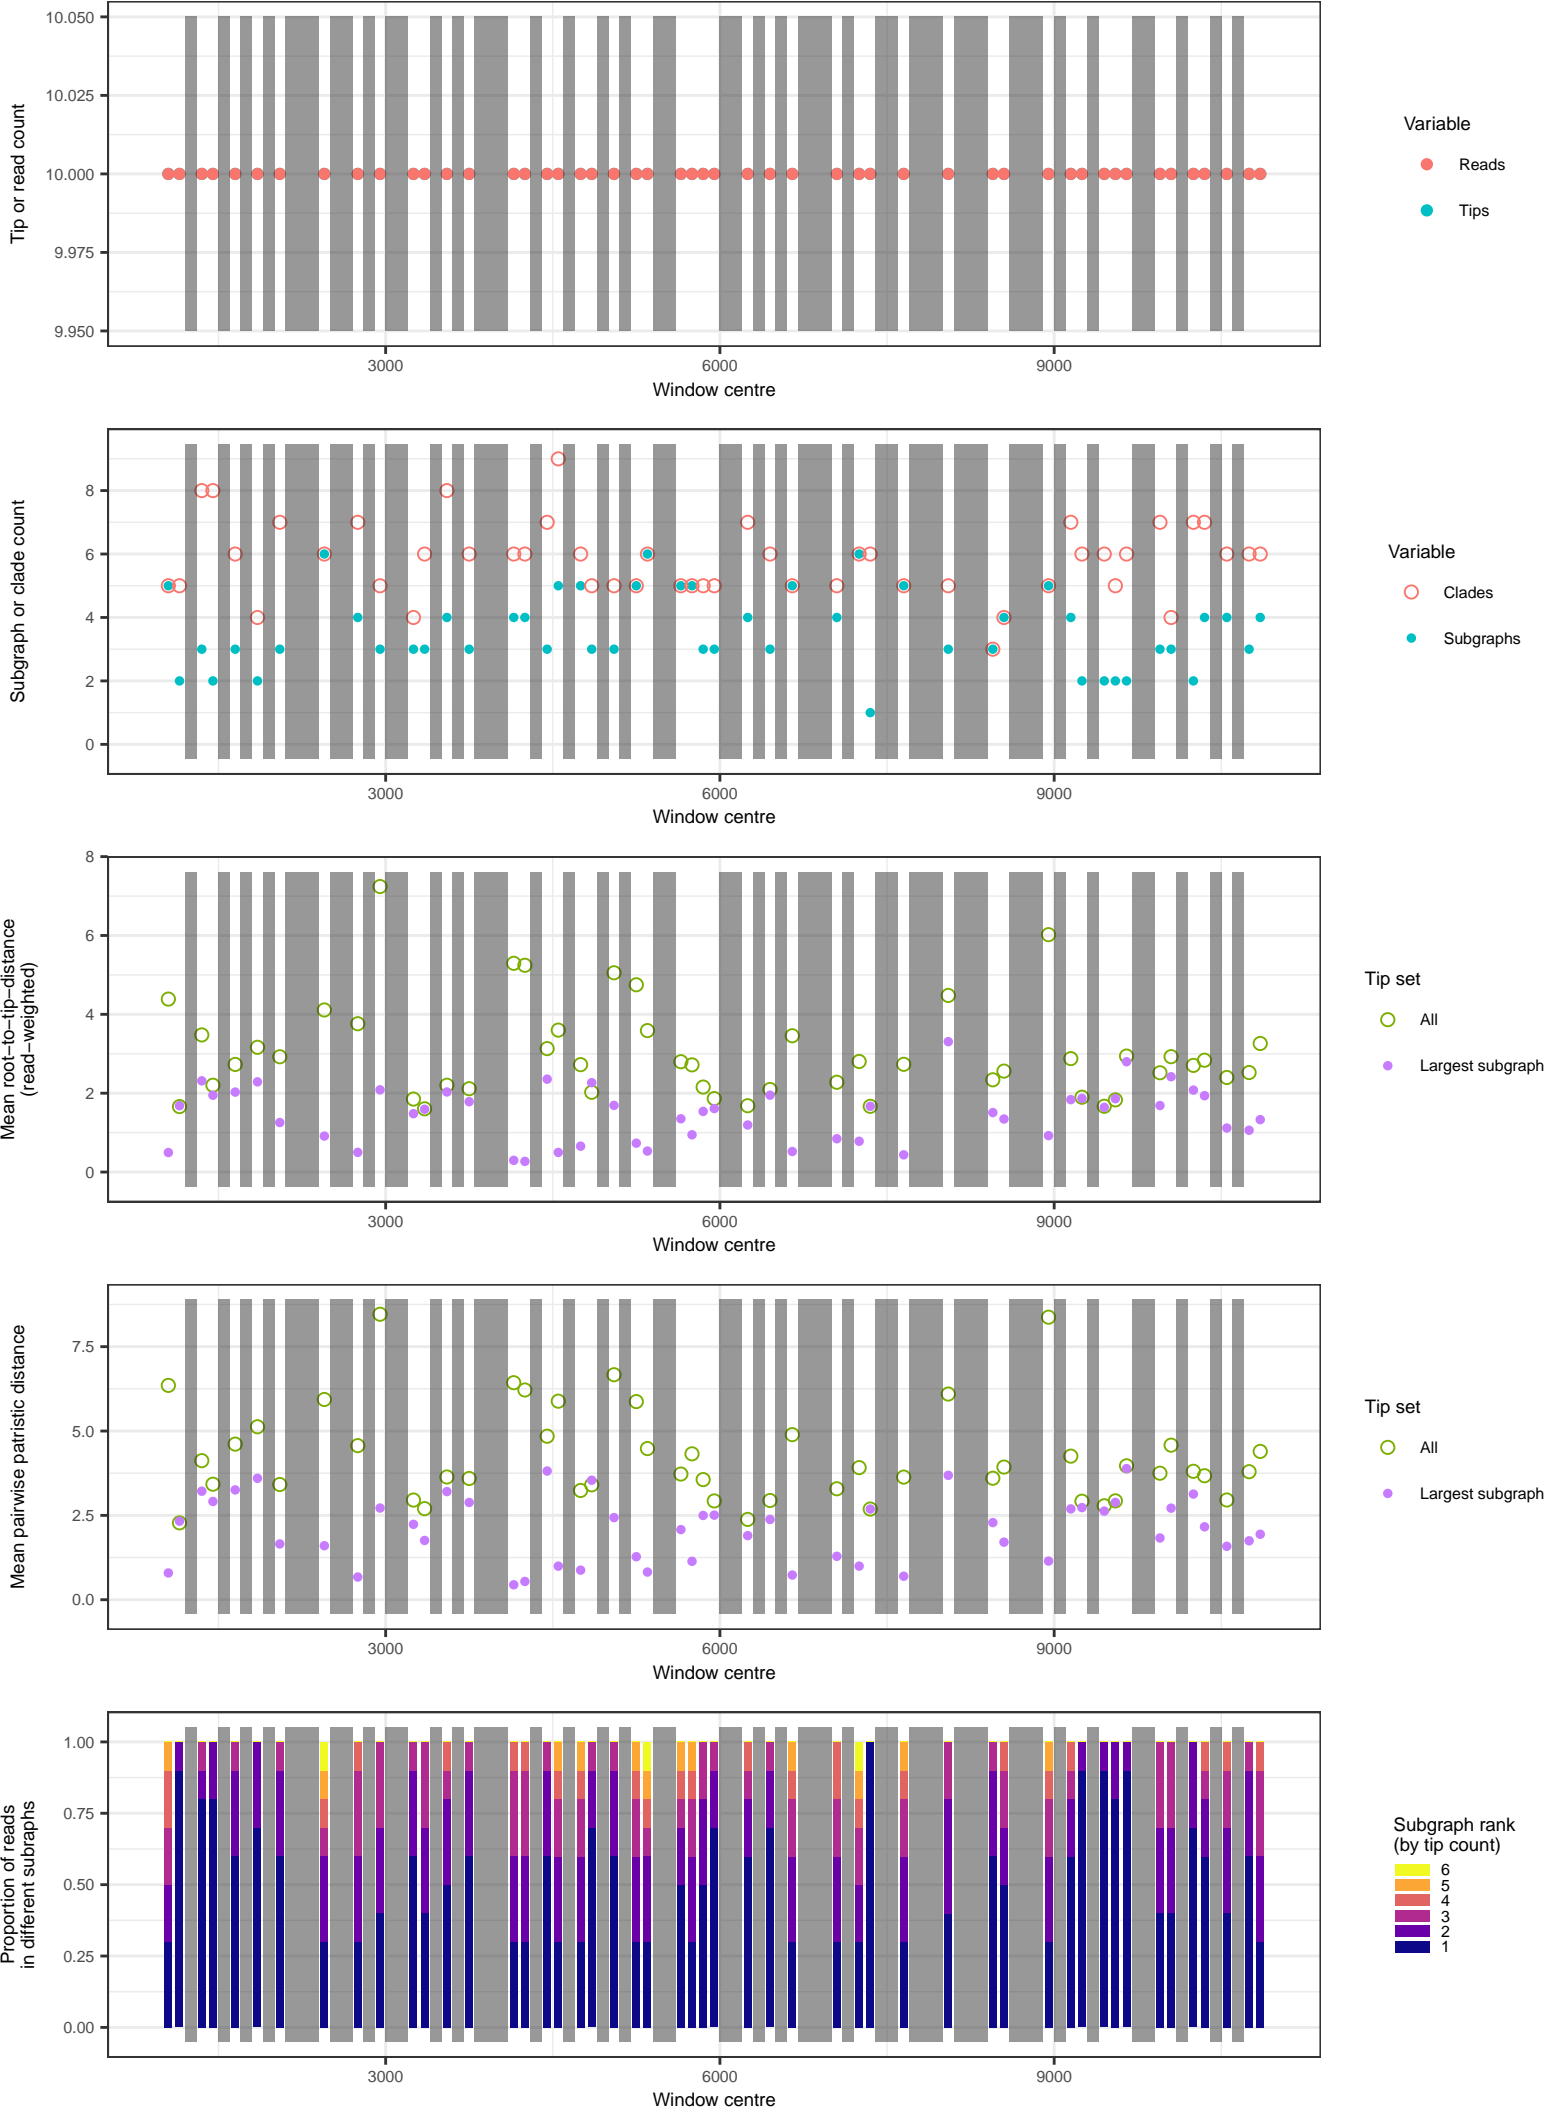 10.050
10.025
10.000
9.975
9.950
Tip or read count
3000
6000
9000
Window centre
Variable
Reads
Tips
8
6
4
2
0
Subgraph or clade count
3000
6000
9000
Window centre
Variable
Clades
Subgraphs
8
6
4
2
0
Mean root−to−tip−distance
(read−weighted)
3000
6000
9000
Window centre
Tip set
All
Largest subgraph
7.5
5.0
2.5
0.0
Mean pairwise patristic distance
3000
6000
9000
Window centre
Tip set
All
Largest subgraph
1.00
0.75
0.50
0.25
0.00
Proportion of reads
in different subraphs
3000
6000
9000
Window centre
Subgraph rank
(by tip count)
6
5
4
3
2
1